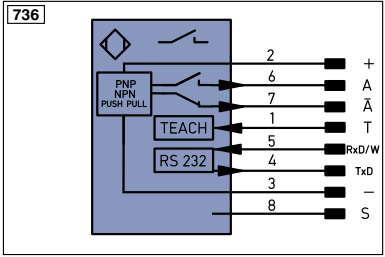 736
2 +
PNP
NPN
PUSH PULL
6 A
7 A̅
TEACH
1 T
5 RxD/W
RS 232
4 TxD
3 –
8 S